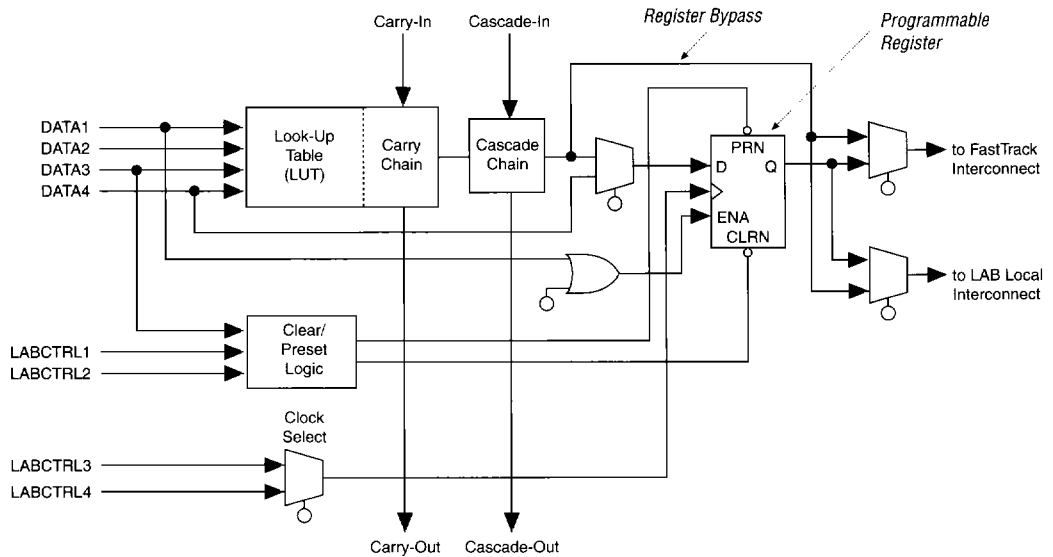 Carry-In
Cascade-In
Register Bypass
Programmable
Register
DATA1
DATA2
DATA3
DATA4
Look-Up
Table
(LUT)
Carry
Chain
Cascade
Chain
PRN
D
Q
ENA
CLRN
to FastTrack
Interconnect
to LAB Local
Interconnect
LABCTRL1
LABCTRL2
Clear/
Preset
Logic
Clock
Select
LABCTRL3
LABCTRL4
Carry-Out
Cascade-Out